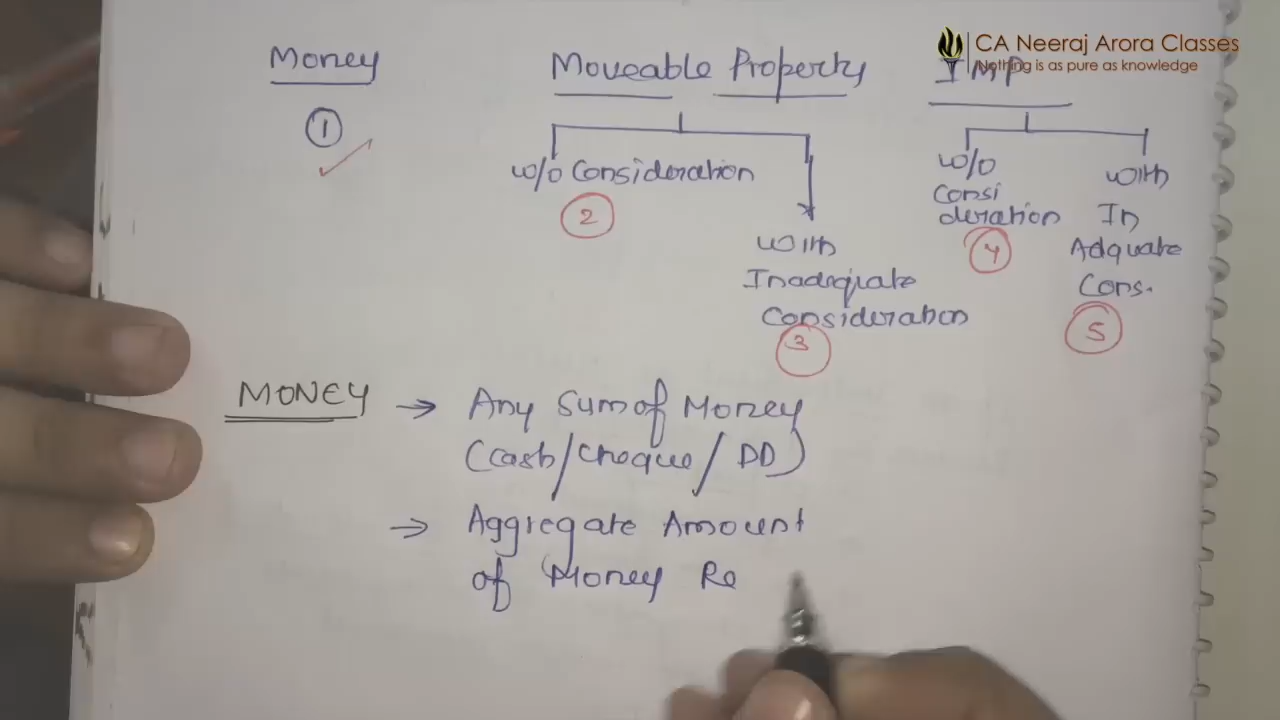 CA Neeraj Arora Classes
Nothing is as pure as knowledge
Money
Moveable Property
IMP
1
w/o Consideration
2
With
Inadequate
Consideration
3
w/o
Consi
deration
4
With
In
Adquate
Cons.
5
MONEY → Any Sum of Money
(Cash/Cheque/DD)
→ Aggregate Amount
of Money Re